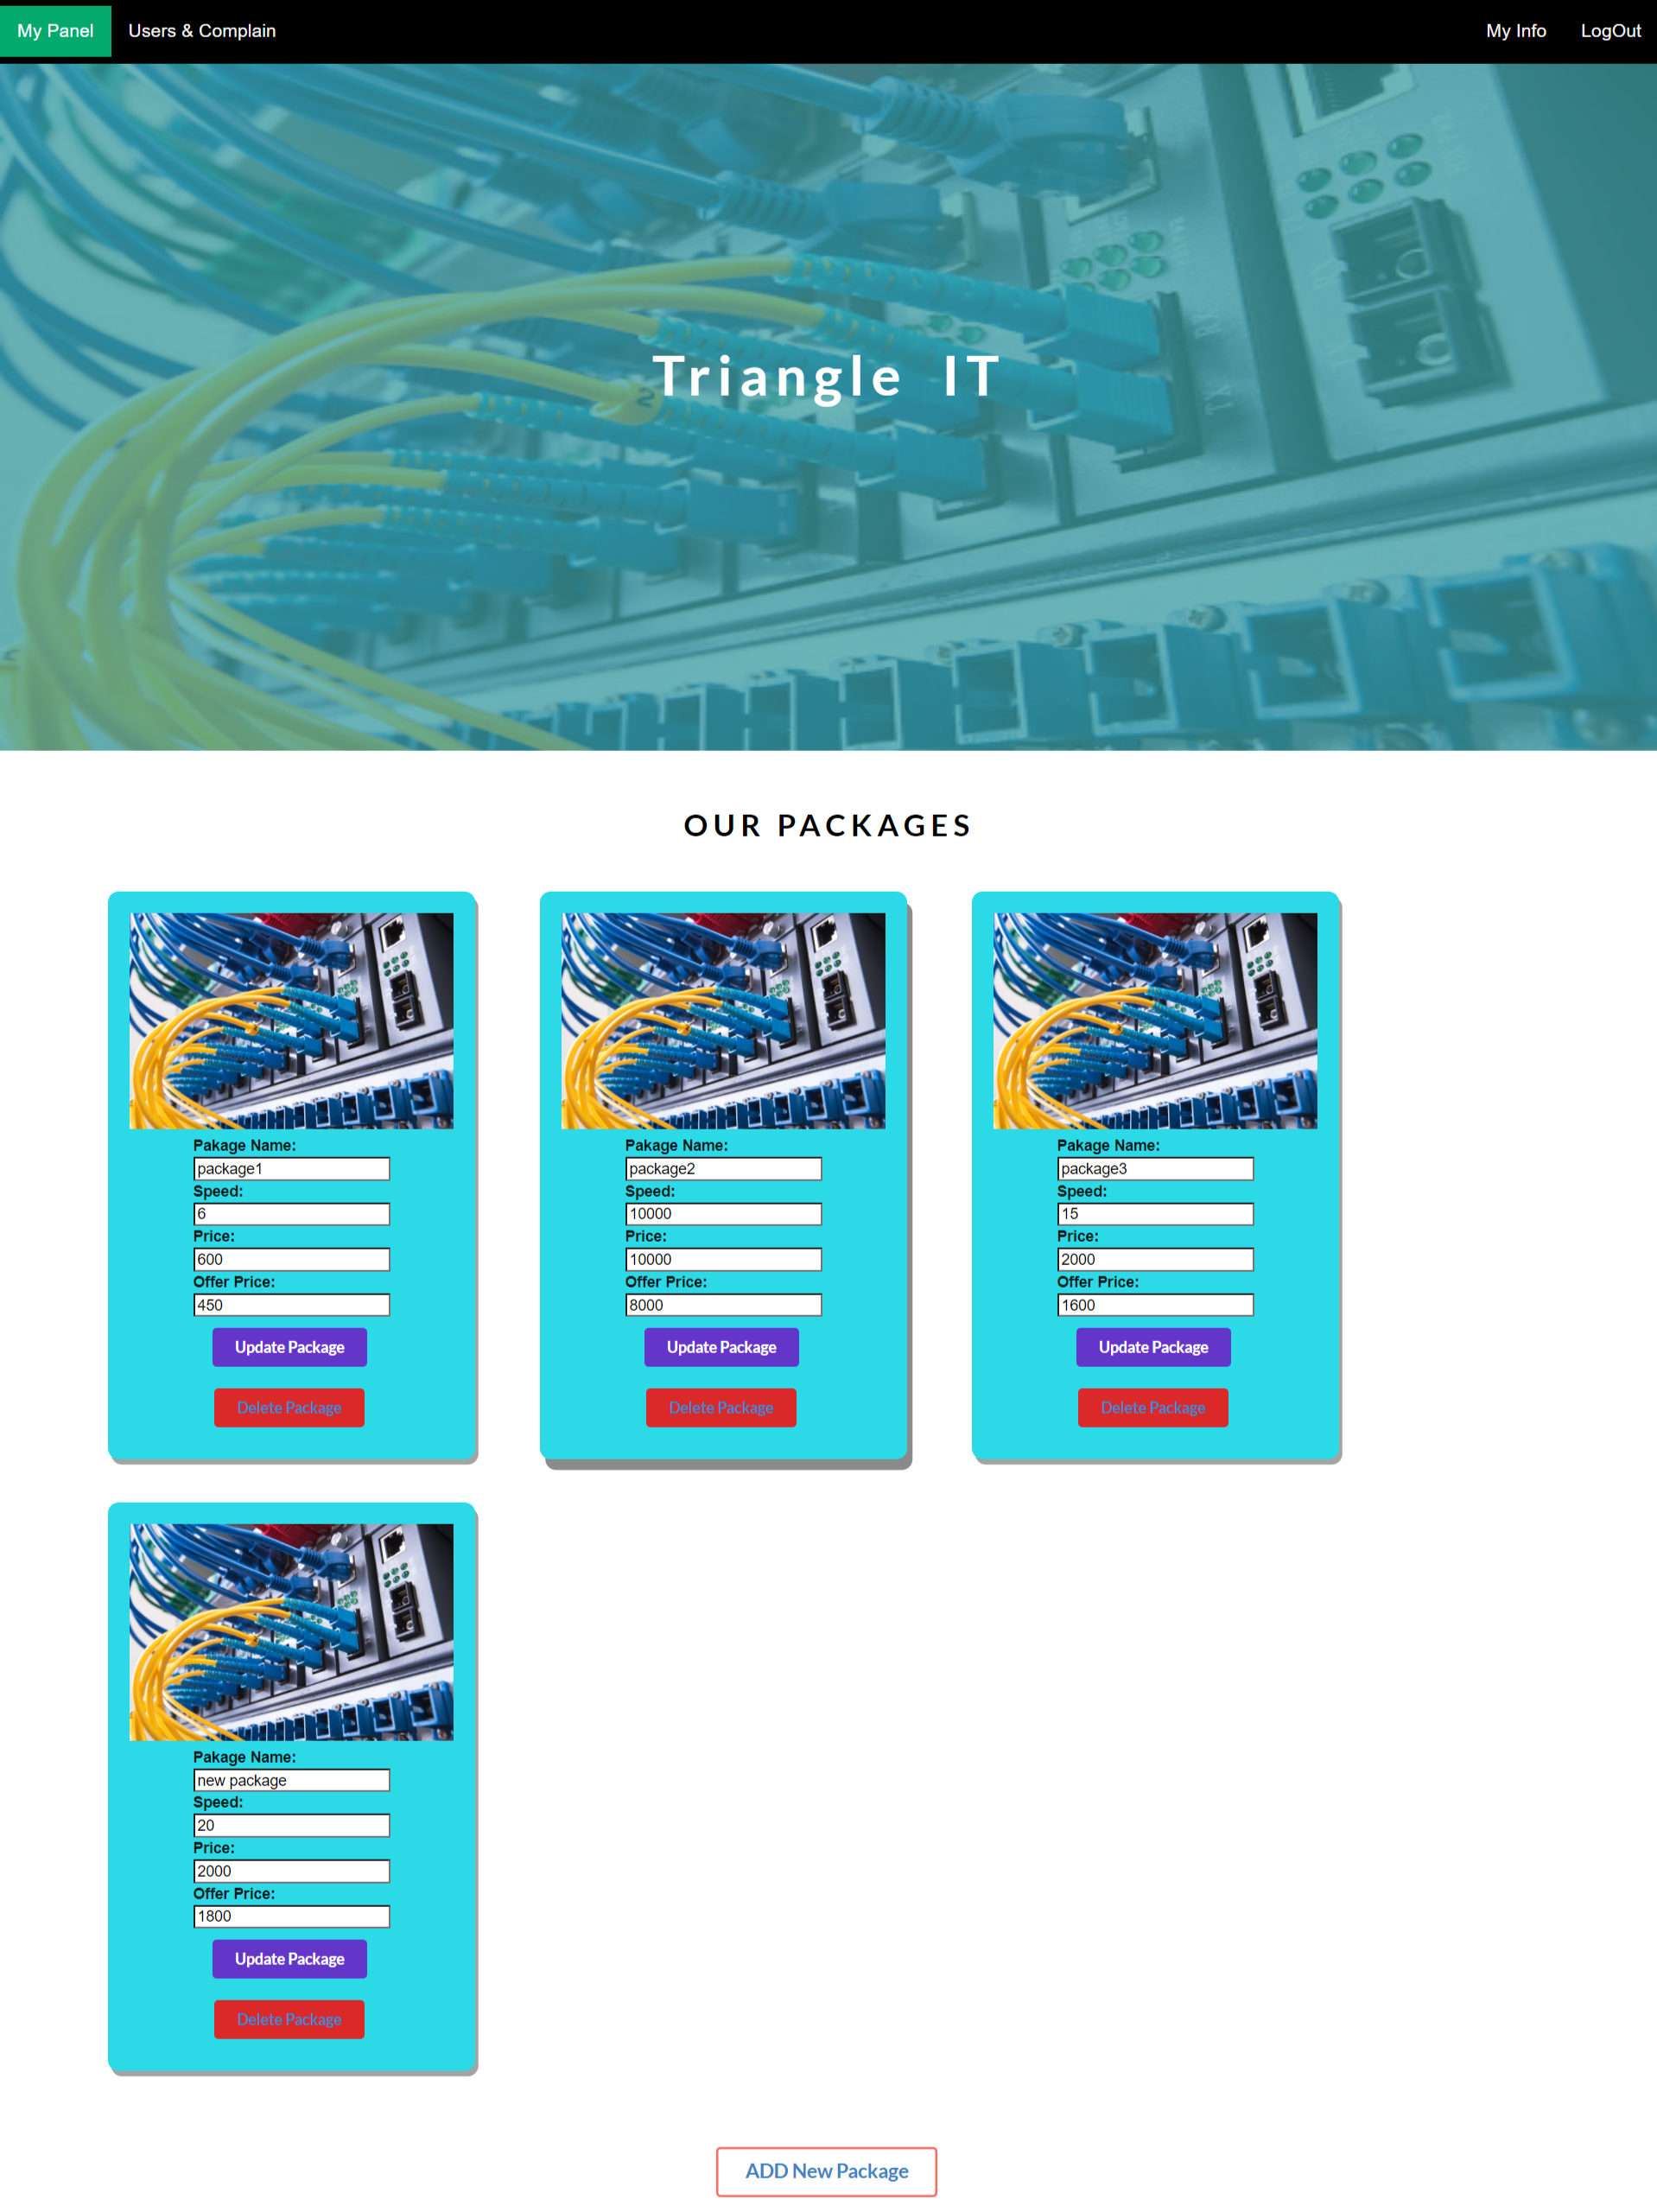 My Panel Users & Complain My Info LogOut
Triangle IT
OUR PACKAGES
Pakage Name:
package1
Speed:
6
Price:
600
Offer Price:
450
Update Package
Delete Package
Pakage Name:
package2
Speed:
10000
Price:
10000
Offer Price:
8000
Update Package
Delete Package
Pakage Name:
package3
Speed:
15
Price:
2000
Offer Price:
1600
Update Package
Delete Package
Pakage Name:
new package
Speed:
20
Price:
2000
Offer Price:
1800
Update Package
Delete Package
ADD New Package